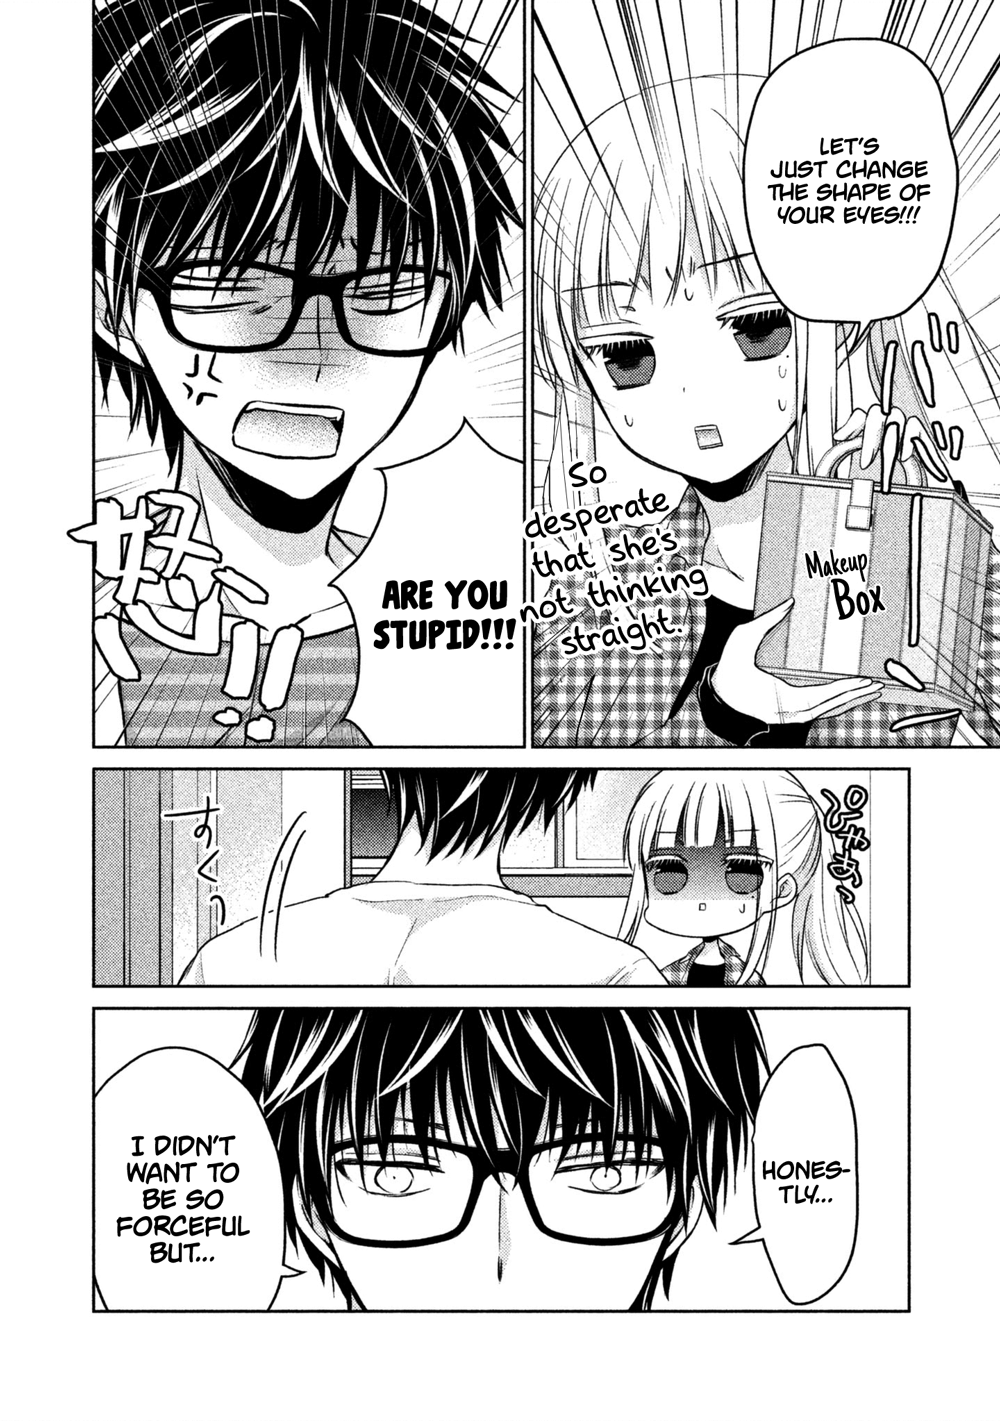 LET'S
JUST CHANGE
THE SHAPE OF
YOUR EYES!!!
So
desperate
that she's
not thinking
straight.
Makeup
Box
ARE YOU
STUPID!!!
ぴゃあっ
すくっ
HONES-
TLY...
I DIDN'T
WANT TO
BE SO
FORCEFUL
BUT...